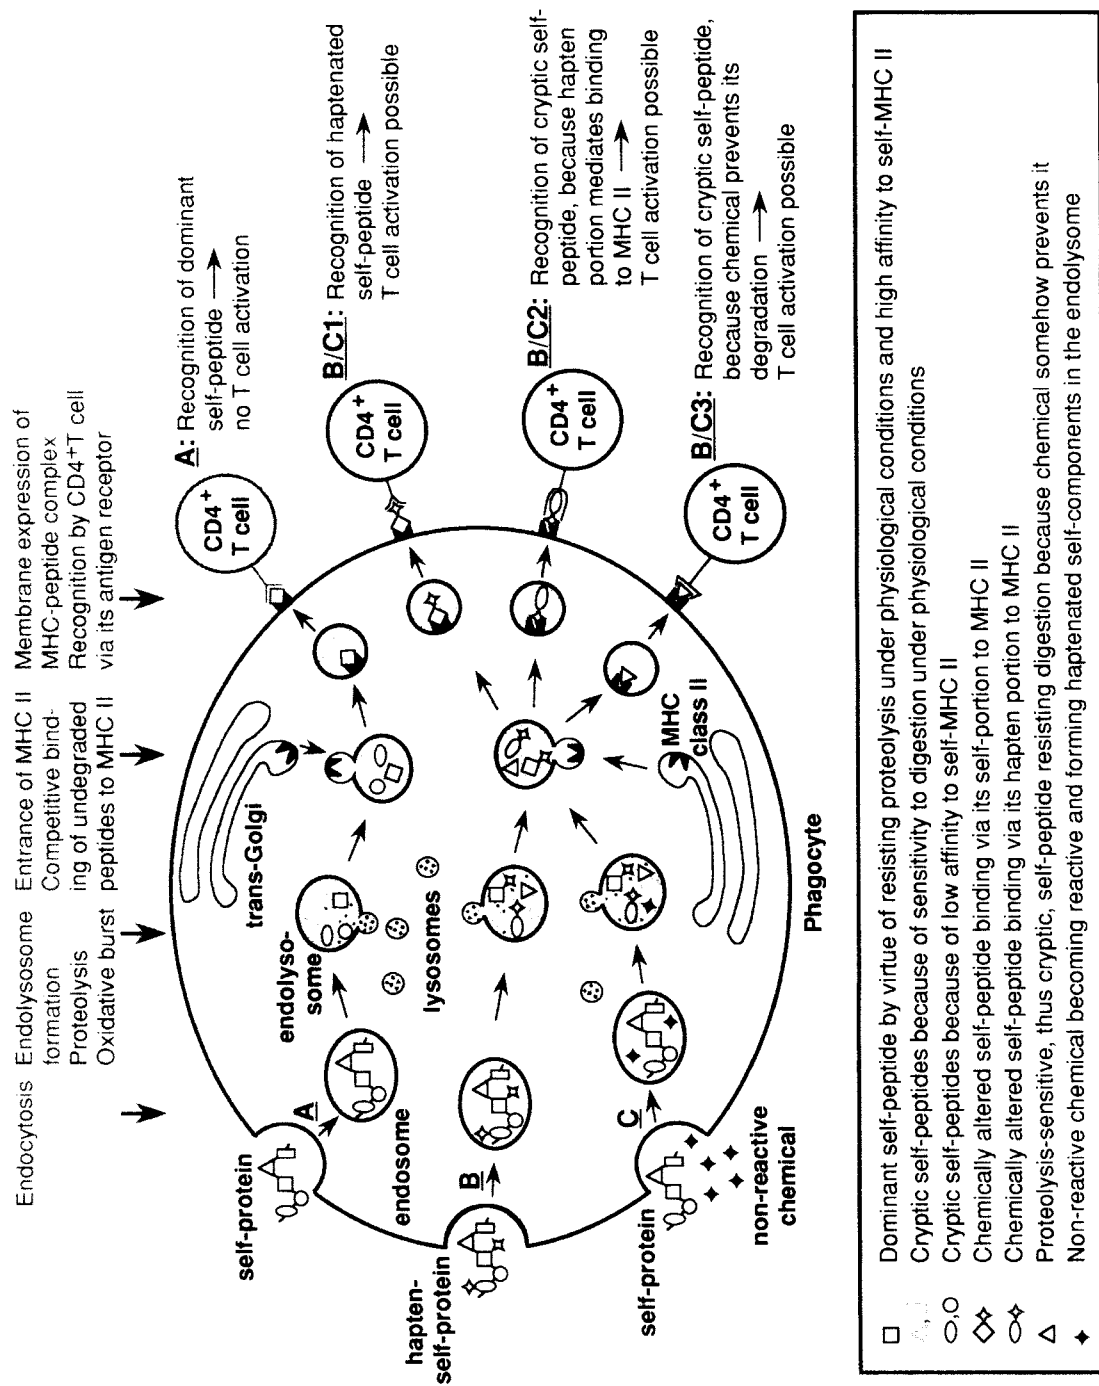 Endocytosis
Endolysosome
formation
Proteolysis
Oxidative burst
Entrance of MHC II
Competitive bind-
ing of undegraded
peptides to MHC II
Membrane expression of
MHC-peptide complex
Recognition by CD4+T cell
via its antigen receptor
self-protein
A
endosome
endolyso-
some
lysosomes
trans-Golgi
hapten-
self-protein
B
self-protein
C
non-reactive
chemical
MHC
class II
Phagocyte
CD4+
T cell
A: Recognition of dominant
self-peptide →
no T cell activation
CD4+
T cell
B/C1: Recognition of haptenated
self-peptide →
T cell activation possible
CD4+
T cell
B/C2: Recognition of cryptic self-
peptide, because hapten
portion mediates binding
to MHC II →
T cell activation possible
CD4+
T cell
B/C3: Recognition of cryptic self-peptide,
because chemical prevents its
degradation →
T cell activation possible
Dominant self-peptide by virtue of resisting proteolysis under physiological conditions and high affinity to self-MHC II
Cryptic self-peptides because of sensitivity to digestion under physiological conditions
Cryptic self-peptides because of low affinity to self-MHC II
Chemically altered self-peptide binding via its self-portion to MHC II
Chemically altered self-peptide binding via its hapten portion to MHC II
Proteolysis-sensitive, thus cryptic, self-peptide resisting digestion because chemical somehow prevents it
Non-reactive chemical becoming reactive and forming haptenated self-components in the endolysome